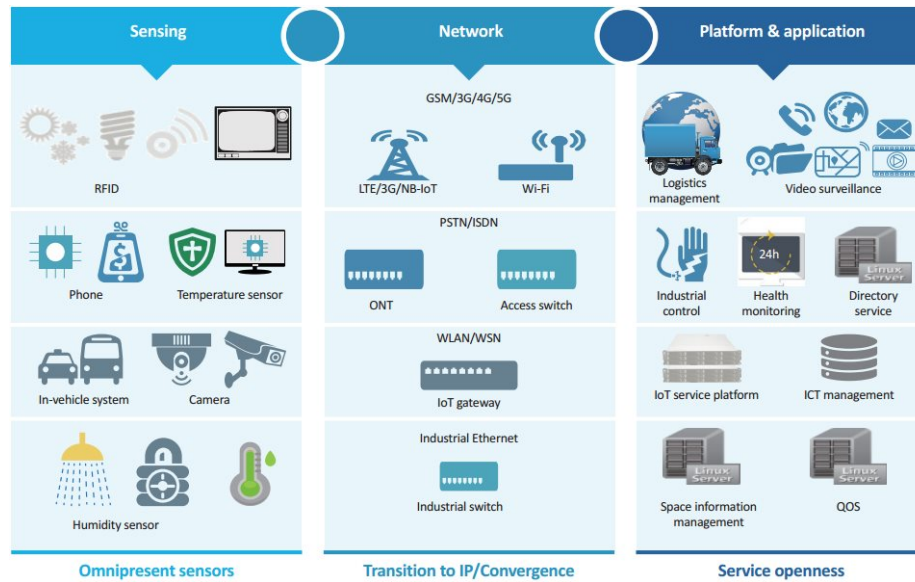 Sensing
RFID
Phone
Temperature sensor
In-vehicle system
Camera
Humidity sensor
Omnipresent sensors
Network
GSM/3G/4G/5G
LTE/3G/NB-IoT
Wi-Fi
PSTN/ISDN
ONT
Access switch
WLAN/WSN
IoT gateway
Industrial Ethernet
Industrial switch
Transition to IP/Convergence
Platform & application
Logistics
management
Video surveillance
24h
Linux
Server
Industrial
control
Health
monitoring
Directory
service
IoT service platform
ICT management
Linux
Server
Linux
Server
Space information
management
QOS
Service openness